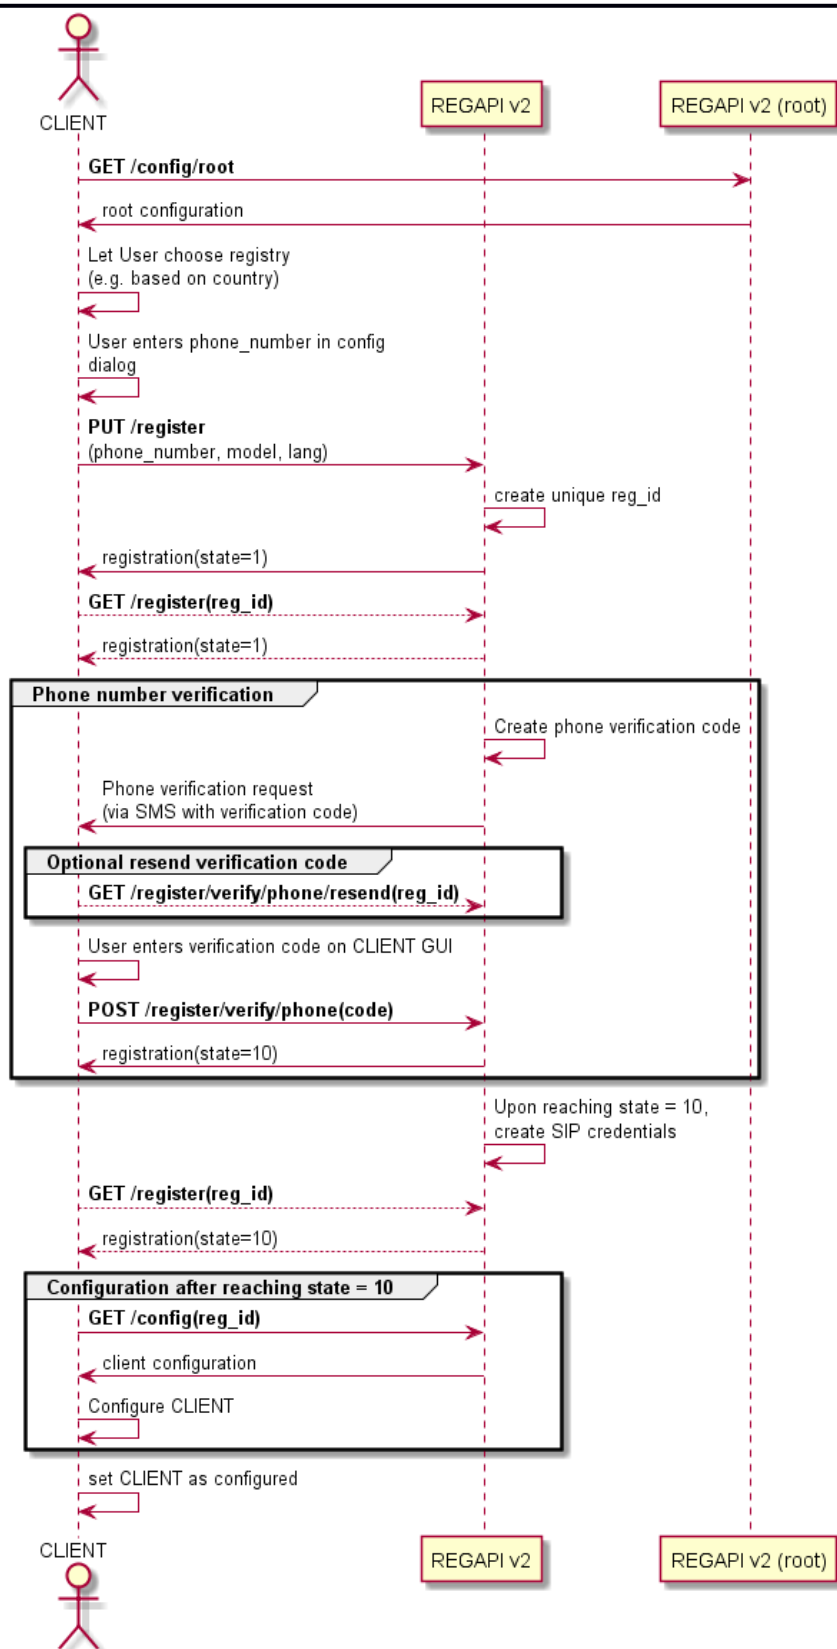 CLIENT
REGAPI v2
REGAPI v2 (root)
GET /config/root
root configuration
Let User choose registry
(e.g. based on country)
User enters phone_number in config
dialog
PUT /register
(phone_number, model, lang)
create unique reg_id
registration(state=1)
GET /register(reg_id)
registration(state=1)
Phone number verification
Create phone verification code
Phone verification request
(via SMS with verification code)
Optional resend verification code
GET /register/verify/phone/resend(reg_id)
User enters verification code on CLIENT GUI
POST /register/verify/phone(code)
registration(state=10)
Upon reaching state = 10,
create SIP credentials
GET /register(reg_id)
registration(state=10)
Configuration after reaching state = 10
GET /config(reg_id)
client configuration
Configure CLIENT
set CLIENT as configured
CLIENT
REGAPI v2
REGAPI v2 (root)